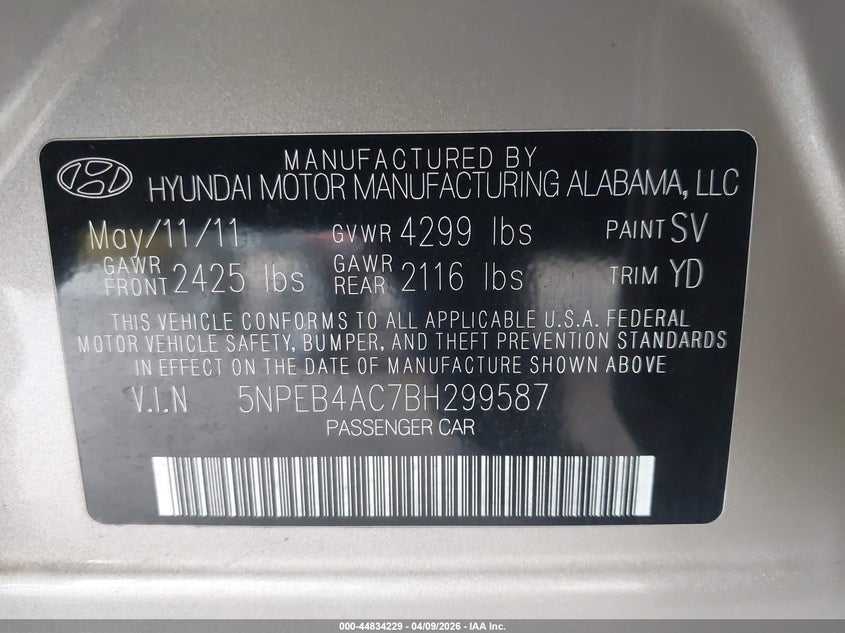 MANUFACTURED BY
HYUNDAI MOTOR MANUFACTURING ALABAMA, LLC
May/11/11 GVWR 4299 lbs PAINT SV
GAWR FRONT 2425 lbs GAWR REAR 2116 lbs TRIM YD
THIS VEHICLE CONFORMS TO ALL APPLICABLE U.S.A. FEDERAL
MOTOR VEHICLE SAFETY, BUMPER, AND THEFT PREVENTION STANDARDS
IN EFFECT ON THE DATE OF MANUFACTURE SHOWN ABOVE
V.I.N 5NPEB4AC7BH299587
PASSENGER CAR
000-44834229 - 04/09/2026 - IAA Inc.